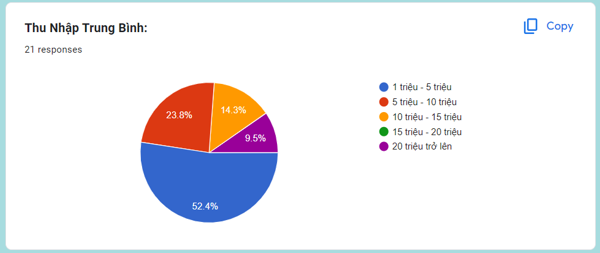 Thu Nhập Trung Bình:
Copy
21 responses
23.8%
14.3%
9.5%
52.4%
1 triệu - 5 triệu
5 triệu - 10 triệu
10 triệu - 15 triệu
15 triệu - 20 triệu
20 triệu trở lên